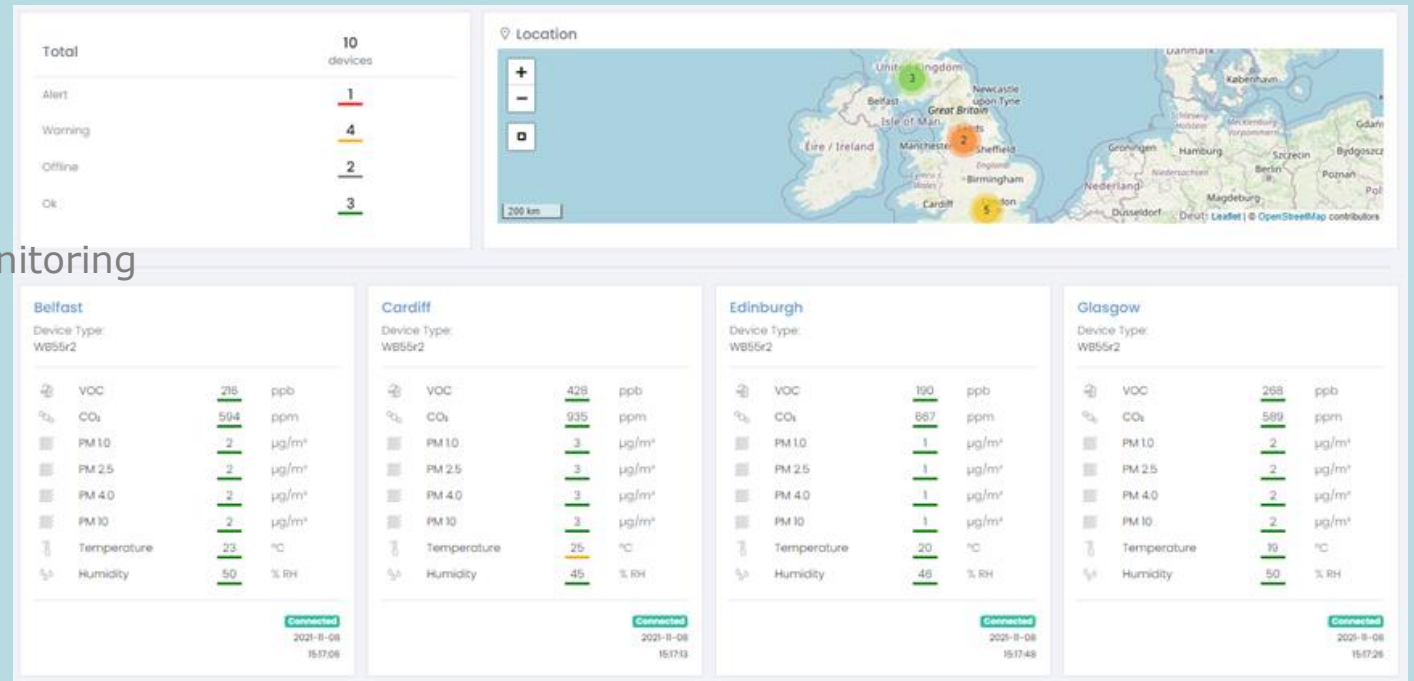 Total
10
devices
Alert
1
Warning
4
Offline
2
Ok
3
Location
+
−
200 km
United Kingdom
3
Belfast
Newcastle
upon Tyne
Great Britain
Isle of Man
Éire / Ireland
Manchester
2
Sheffield
England
Birmingham
Cardiff
5
Danmark
København
Groningen
Hamburg
Szczecin
Bydgoszcz
Nederland
Niedersachsen
Berlin
Poznań
Magdeburg
Düsseldorf
Leaflet | © OpenStreetMap contributors
nitoring
Belfast
Device Type:
WB55r2
VOC 216 ppb
CO₂ 594 ppm
PM 1.0 2 µg/m³
PM 2.5 2 µg/m³
PM 4.0 2 µg/m³
PM 10 2 µg/m³
Temperature 23 °C
Humidity 50 % RH
Connected
2021-11-08
15:17:06
Cardiff
Device Type:
WB55r2
VOC 428 ppb
CO₂ 935 ppm
PM 1.0 3 µg/m³
PM 2.5 3 µg/m³
PM 4.0 3 µg/m³
PM 10 3 µg/m³
Temperature 25 °C
Humidity 45 % RH
Connected
2021-11-08
15:17:13
Edinburgh
Device Type:
WB55r2
VOC 190 ppb
CO₂ 667 ppm
PM 1.0 1 µg/m³
PM 2.5 1 µg/m³
PM 4.0 1 µg/m³
PM 10 1 µg/m³
Temperature 20 °C
Humidity 46 % RH
Connected
2021-11-08
15:17:48
Glasgow
Device Type:
WB55r2
VOC 268 ppb
CO₂ 589 ppm
PM 1.0 2 µg/m³
PM 2.5 2 µg/m³
PM 4.0 2 µg/m³
PM 10 2 µg/m³
Temperature 19 °C
Humidity 50 % RH
Connected
2021-11-08
15:17:26